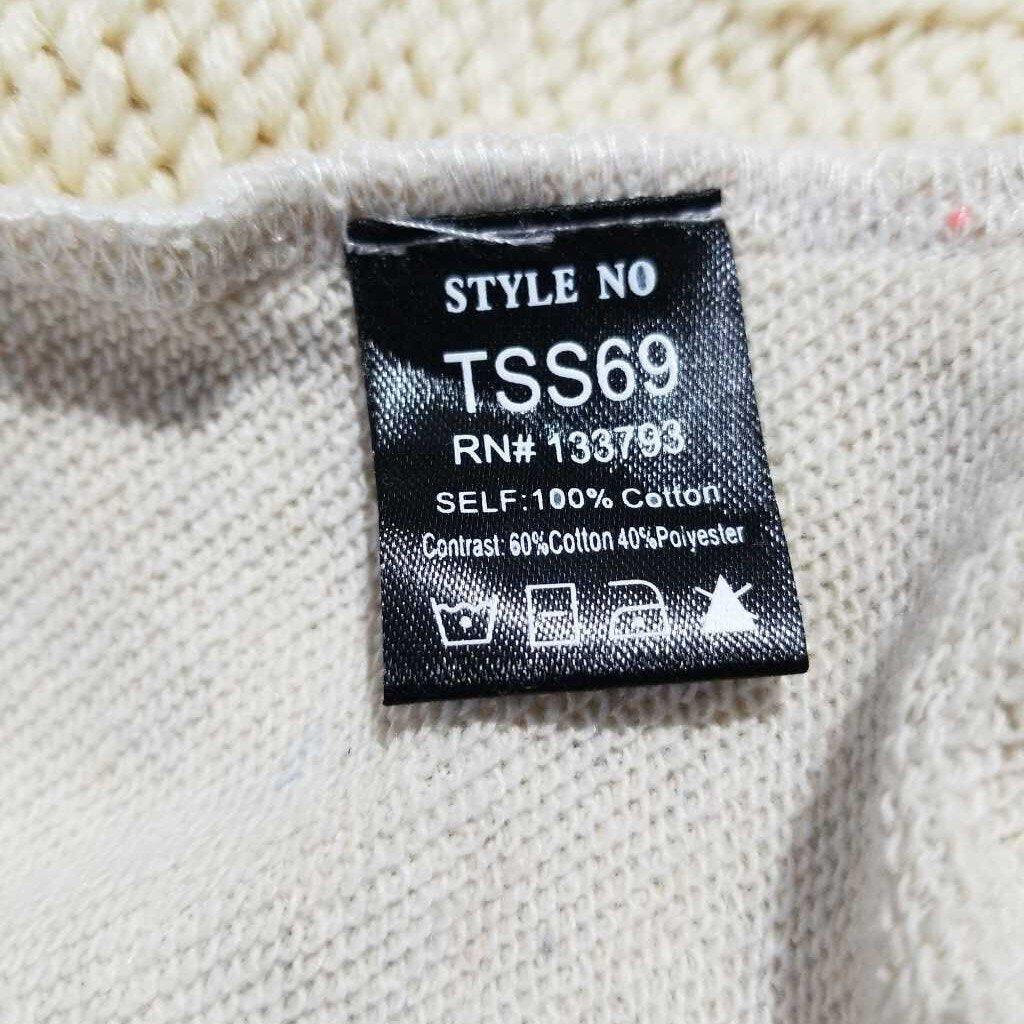 STYLE NO
TSS69
RN# 133793
SELF:100% Cotton
Contrast: 60%Cotton 40%Polyester